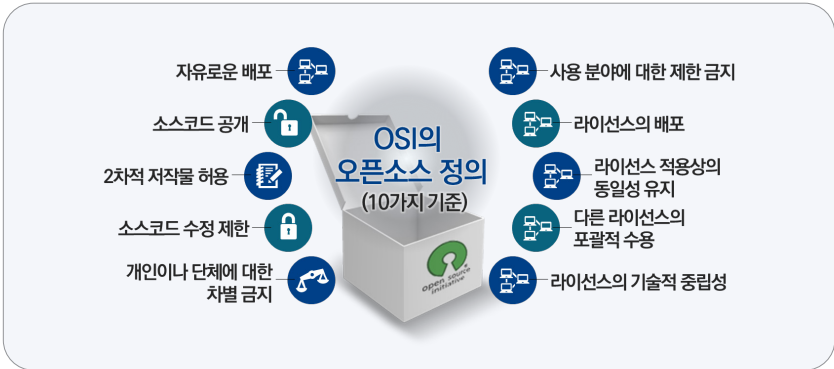 OSI의
오픈소스 정의
(10가지 기준)
자유로운 배포
소스코드 공개
2차적 저작물 허용
소스코드 수정 제한
개인이나 단체에 대한
차별 금지
사용 분야에 대한 제한 금지
라이선스의 배포
라이선스 적용상의
동일성 유지
다른 라이선스의
포괄적 수용
라이선스의 기술적 중립성
open source
initiative